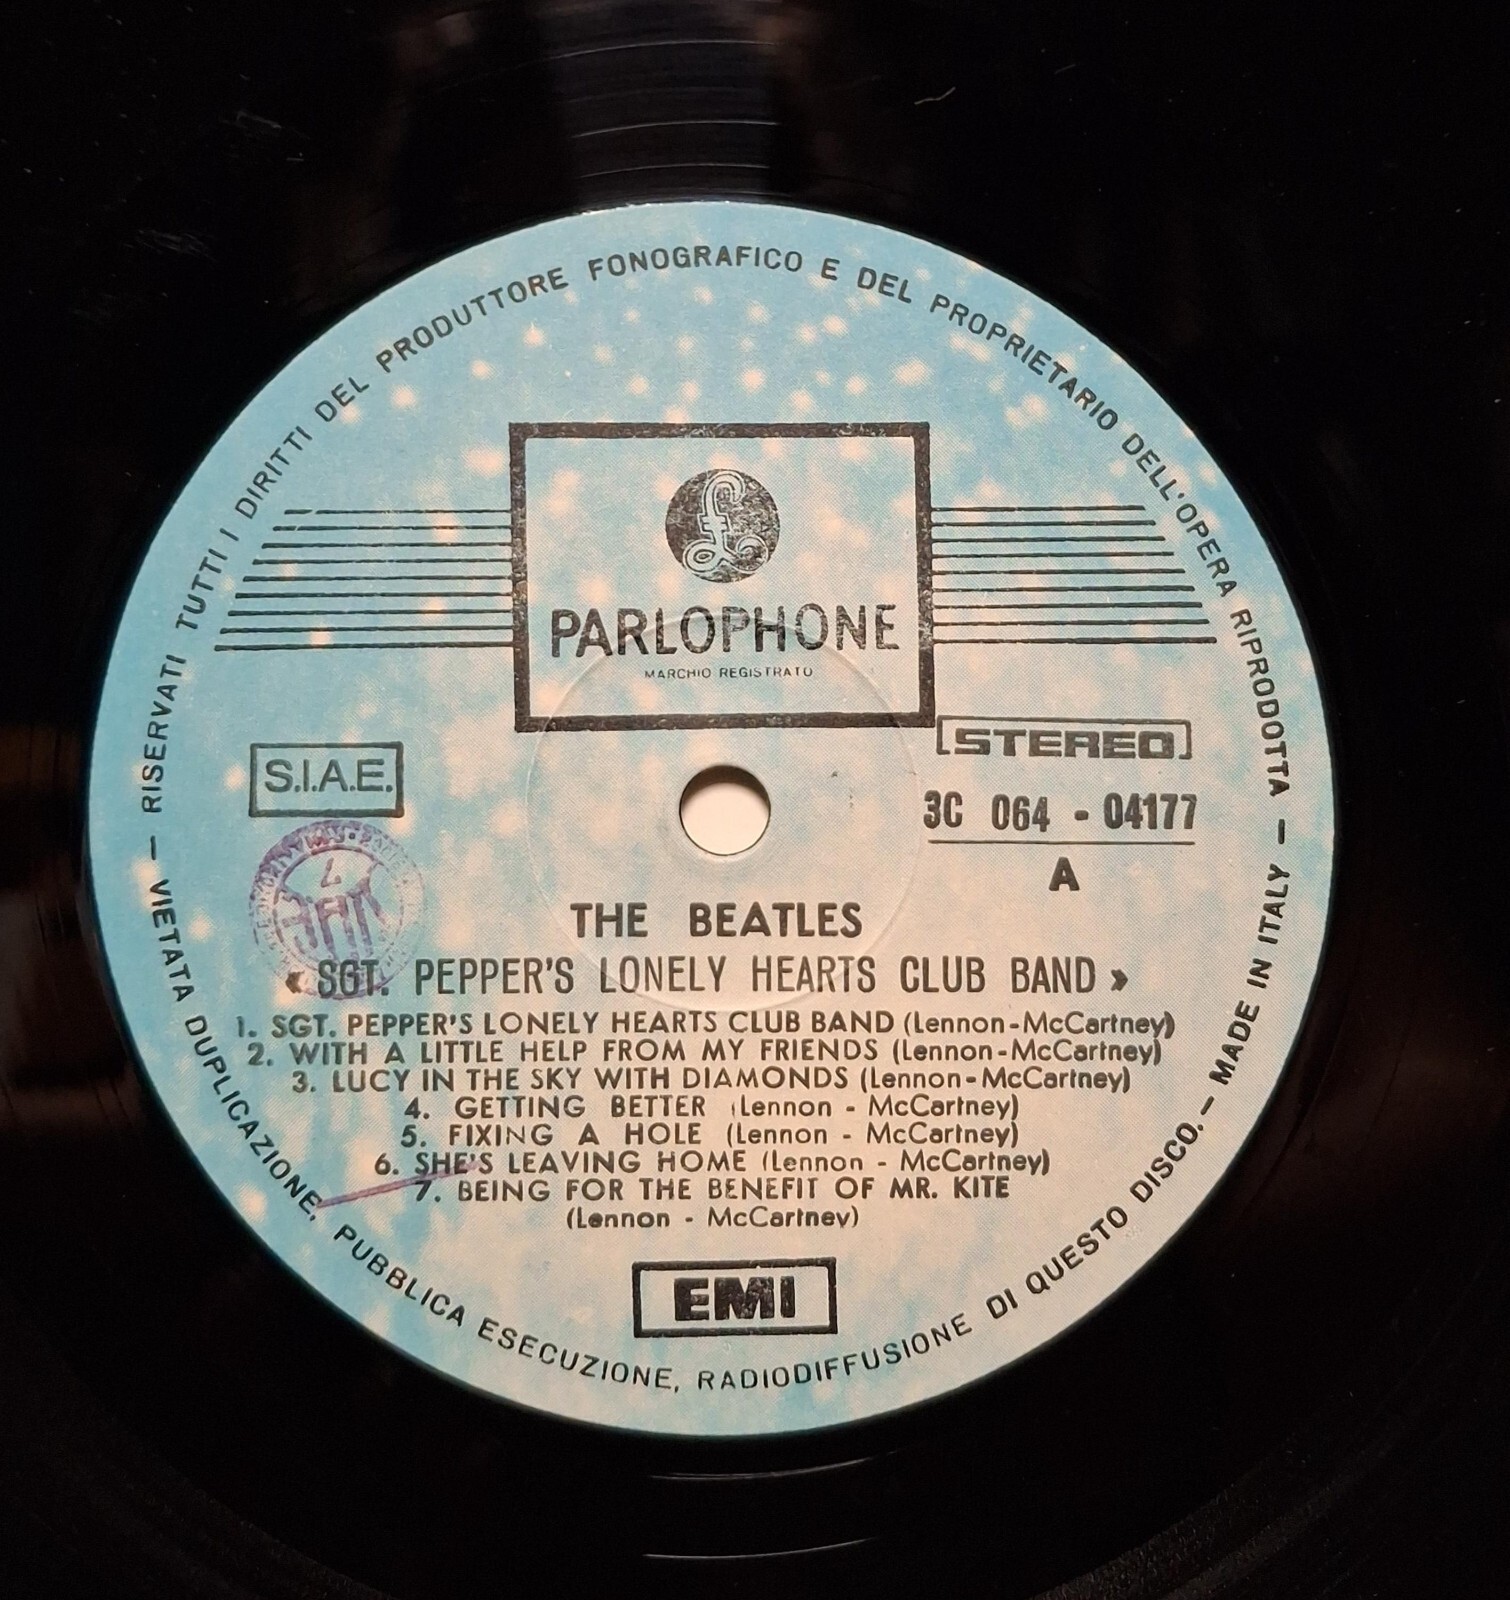 RISERVATI TUTTI I DIRITTI DEL PRODUTTORE FONOGRAFICO E DEL PROPRIETARIO DELL'OPERA RIPRODOTTA — MADE IN ITALY —
£
PARLOPHONE
MARCHIO REGISTRATO
STEREO
S.I.A.E.
3C 064 - 04177
A
THE BEATLES
« SGT. PEPPER'S LONELY HEARTS CLUB BAND »
1. SGT. PEPPER'S LONELY HEARTS CLUB BAND (Lennon-McCartney)
2. WITH A LITTLE HELP FROM MY FRIENDS (Lennon-McCartney)
3. LUCY IN THE SKY WITH DIAMONDS (Lennon-McCartney)
4. GETTING BETTER (Lennon - McCartney)
5. FIXING A HOLE (Lennon - McCartney)
6. SHE'S LEAVING HOME (Lennon - McCartney)
7. BEING FOR THE BENEFIT OF MR. KITE
(Lennon - McCartney)
EMI
— VIETATA DUPLICAZIONE, PUBBLICA ESECUZIONE, RADIODIFFUSIONE DI QUESTO DISCO. —